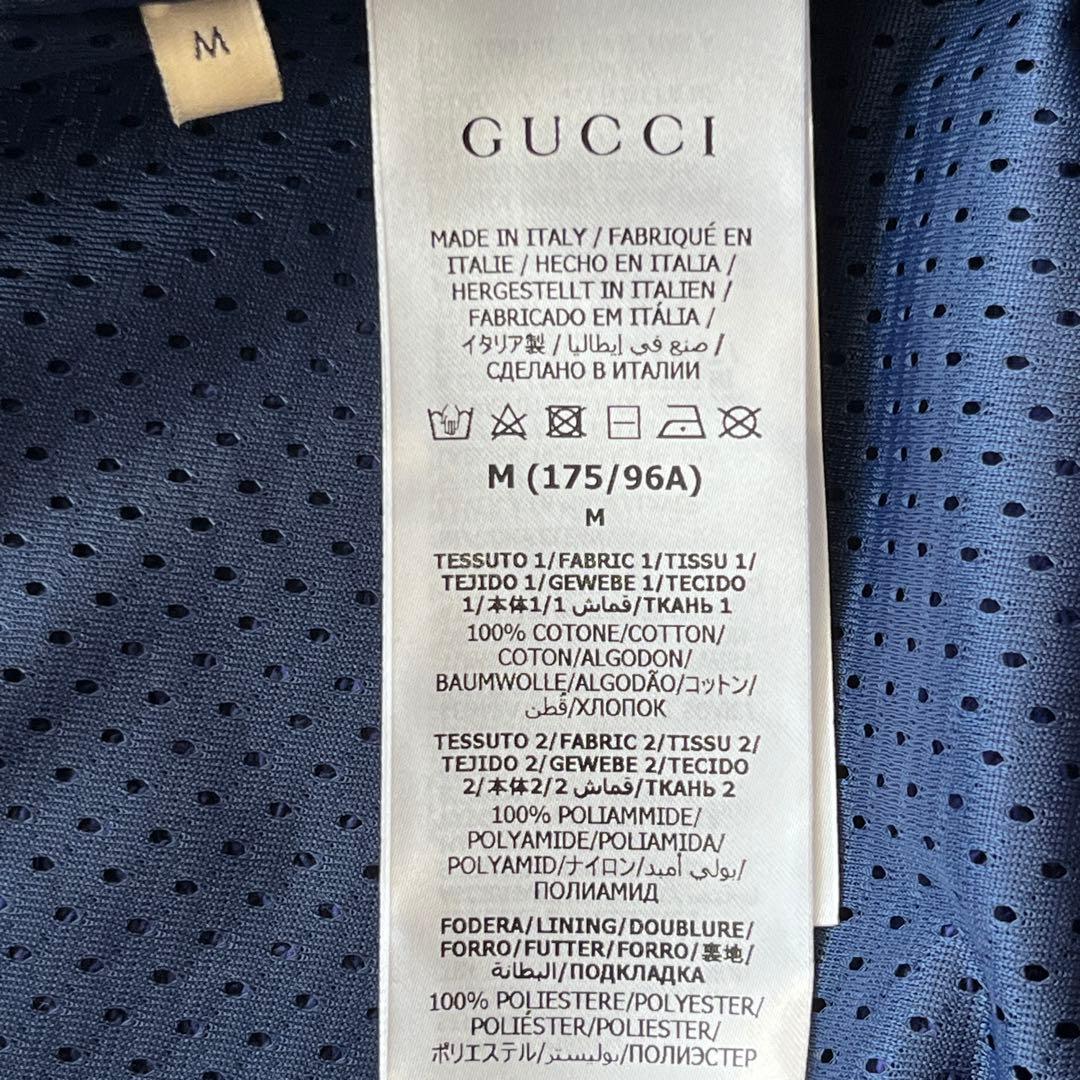 M
GUCCI
MADE IN ITALY / FABRIQUÉ EN
ITALIE / HECHO EN ITALIA /
HERGESTELLT IN ITALIEN /
FABRICADO EM ITÁLIA /
イタリア製 / صنع في إيطاليا /
СДЕЛАНО В ИТАЛИИ
M (175/96A)
M
TESSUTO 1/FABRIC 1/TISSU 1/
TEJIDO 1/GEWEBE 1/TECIDO
1/本体1/قماش 1/ТКАНЬ 1
100% COTONE/COTTON/
COTON/ALGODON/
BAUMWOLLE/ALGODÃO/コットン/
قطن/ХЛОПОК
TESSUTO 2/FABRIC 2/TISSU 2/
TEJIDO 2/GEWEBE 2/TECIDO
2/本体2/قماش 2/ТКАНЬ 2
100% POLIAMMIDE/
POLYAMIDE/POLIAMIDA/
POLYAMID/ナイロン/بولي أميد/
ПОЛИАМИД
FODERA/LINING/DOUBLURE/
FORRO/FUTTER/FORRO/裏地/
البطانة/ПОДКЛАДКА
100% POLIESTERE/POLYESTER/
POLIÉSTER/POLIESTER/
ポリエステル/بوليستر/ПОЛИЭСТЕР